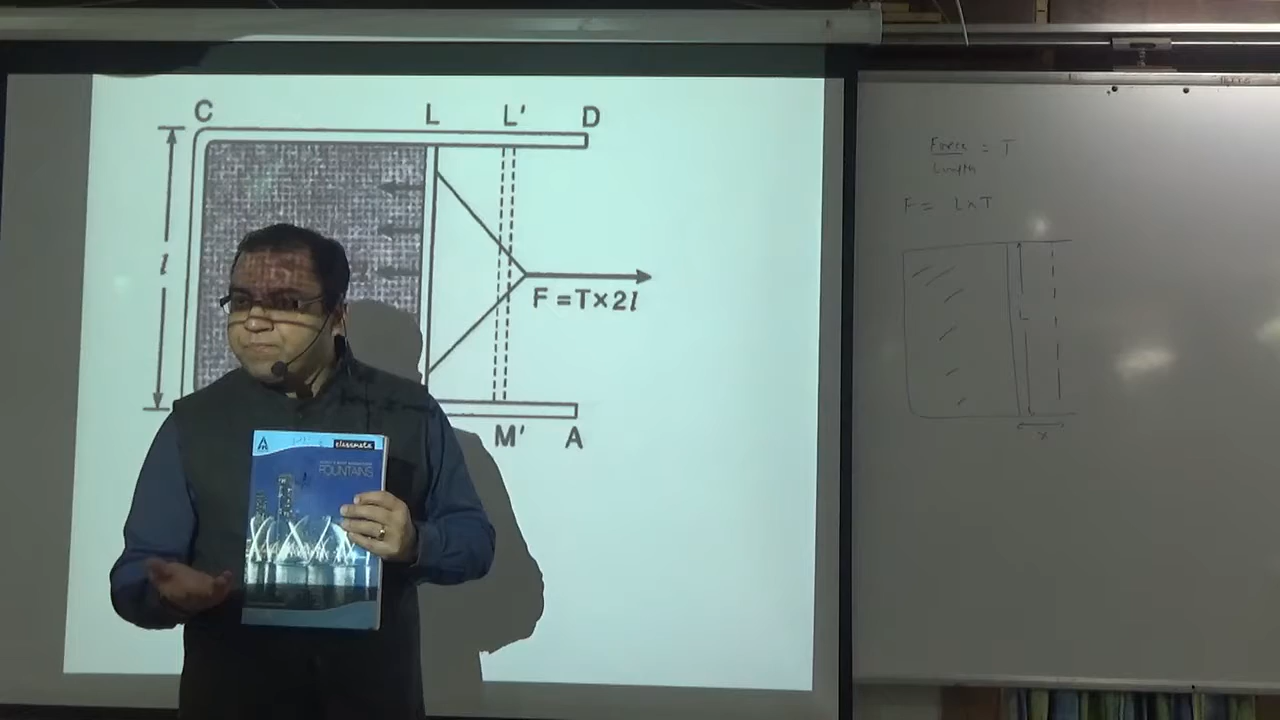 C L L' D
l
F = T×2l
M' A
classmate
FOUNTAINS
Force = T
Length
F = L×T
L
x